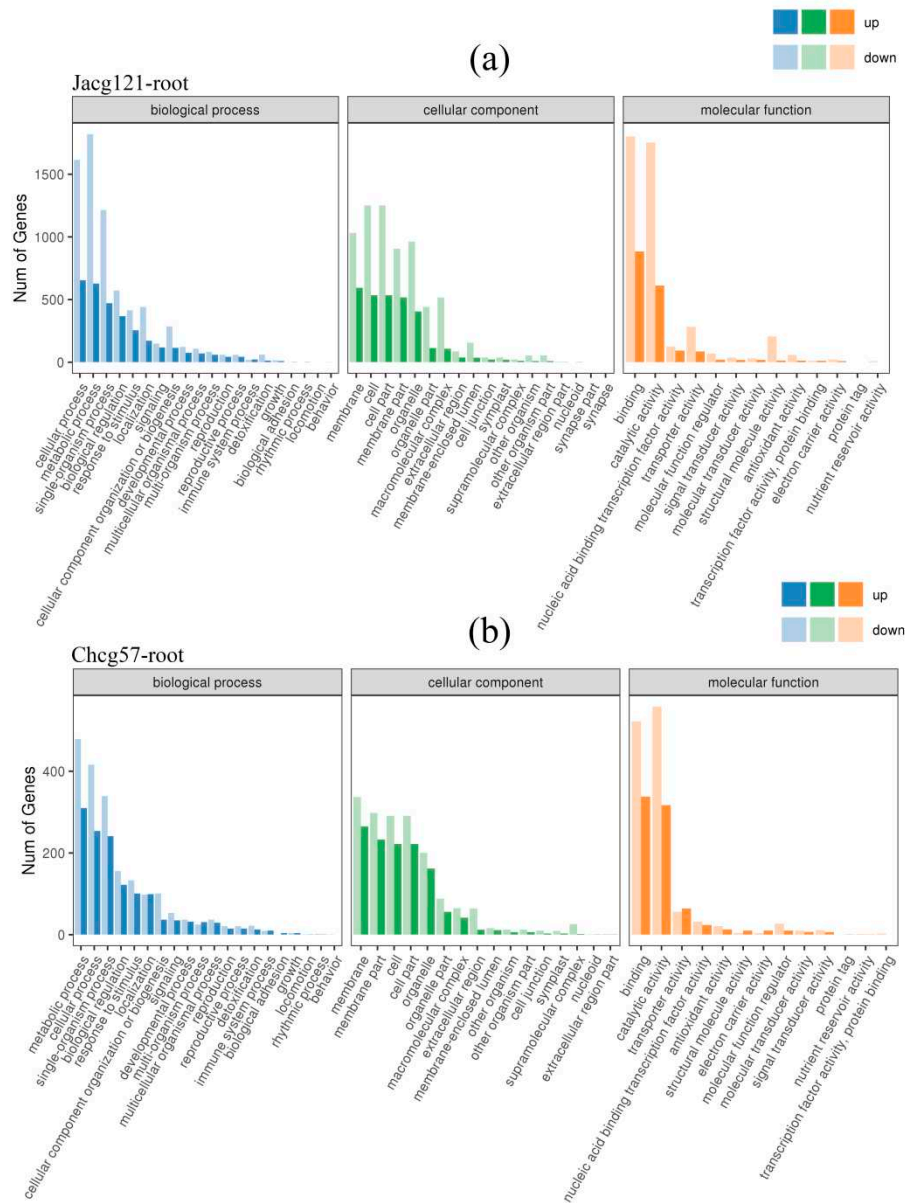 up
down
(a)
Jacg121-root
biological process
cellular component
molecular function
Num of Genes
1500
1000
500
0
cellular process
metabolic process
single-organism process
biological regulation
response to stimulus
localization
signaling
cellular component organization or biogenesis
developmental process
multicellular organismal process
multi-organism process
reproduction
reproductive process
immune system process
detoxification
growth
biological adhesion
rhythmic process
locomotion
behavior
membrane
cell
cell part
membrane part
organelle
organelle part
macromolecular complex
extracellular region
membrane-enclosed lumen
cell junction
symplast
supramolecular complex
other organism
other organism part
extracellular region part
nucleoid
synapse part
synapse
binding
catalytic activity
nucleic acid binding transcription factor activity
transporter activity
molecular function regulator
signal transducer activity
molecular transducer activity
structural molecule activity
antioxidant activity
transcription factor activity, protein binding
electron carrier activity
protein tag
nutrient reservoir activity
up
down
(b)
Chcg57-root
biological process
cellular component
molecular function
Num of Genes
400
200
0
metabolic process
cellular process
single-organism process
biological regulation
response to stimulus
localization
cellular component organization or biogenesis
signaling
developmental process
multi-organism process
multicellular organismal process
reproduction
reproductive process
detoxification
immune system process
biological adhesion
growth
locomotion
rhythmic process
behavior
membrane
membrane part
cell
cell part
organelle
organelle part
macromolecular complex
extracellular region
membrane-enclosed lumen
other organism
other organism part
cell junction
symplast
supramolecular complex
nucleoid
extracellular region part
binding
catalytic activity
transporter activity
nucleic acid binding transcription factor activity
antioxidant activity
structural molecule activity
electron carrier activity
molecular function regulator
molecular transducer activity
signal transducer activity
protein tag
nutrient reservoir activity
transcription factor activity, protein binding